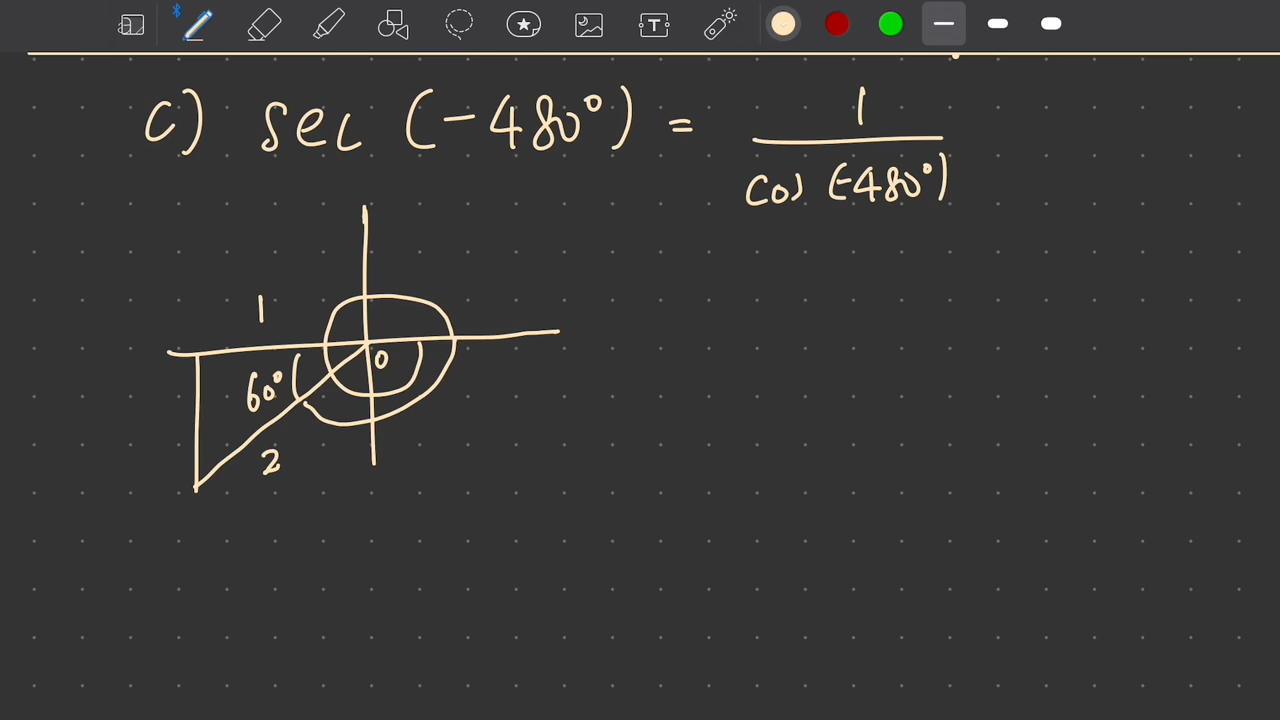 c) sec (-480°) = 1 / cos (-480°)
1
0
60°
2